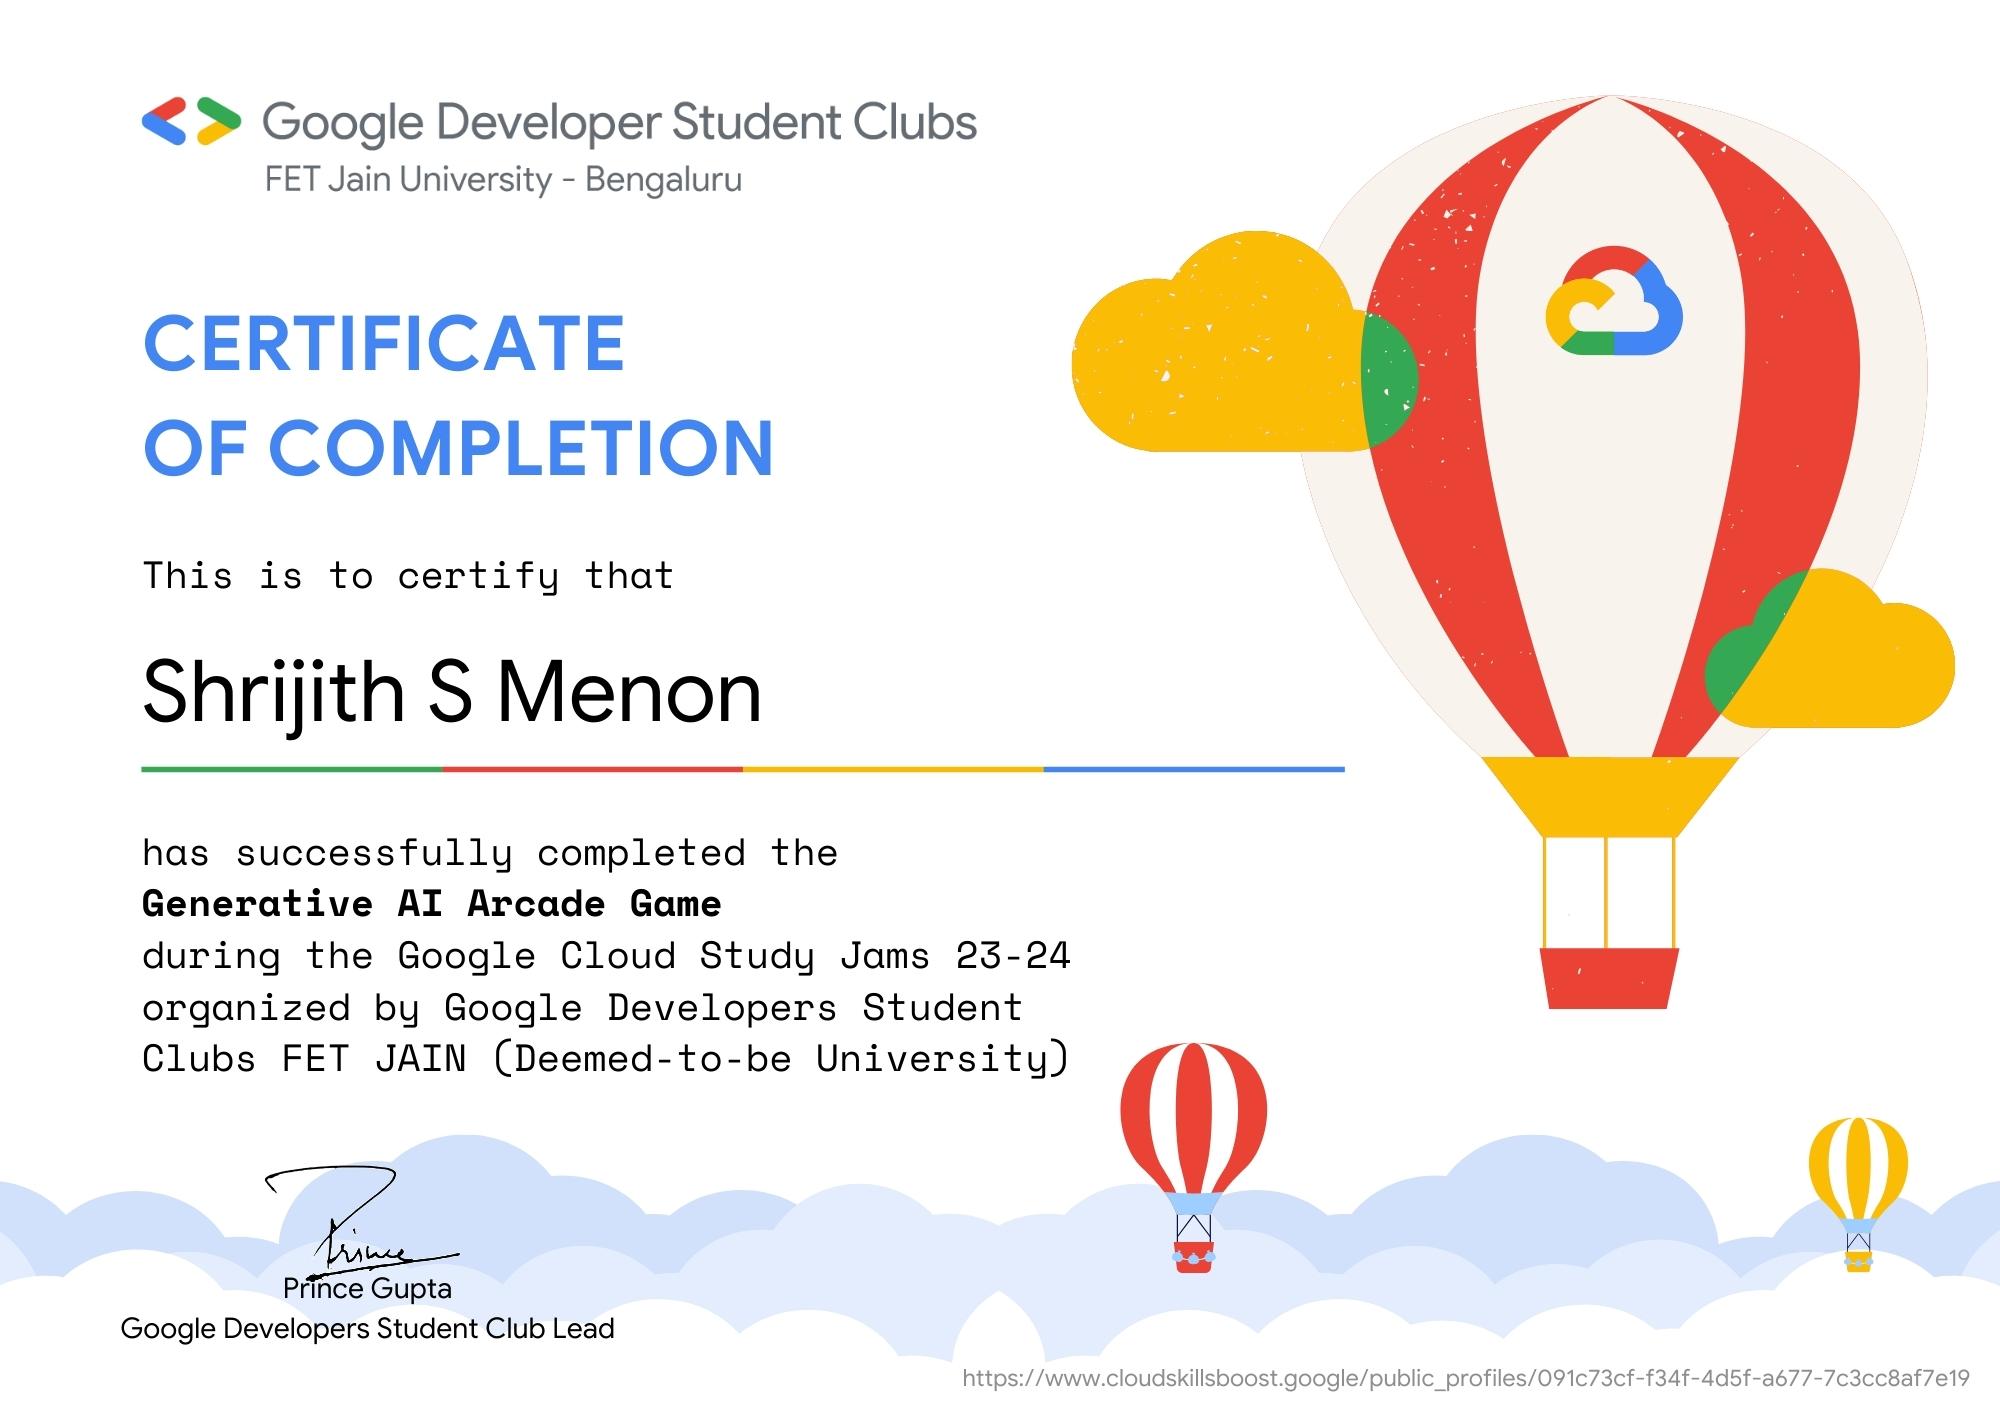 Google Developer Student Clubs
FET Jain University - Bengaluru
CERTIFICATE
OF COMPLETION
This is to certify that
Shrijith S Menon
has successfully completed the
Generative AI Arcade Game
during the Google Cloud Study Jams 23-24
organized by Google Developers Student
Clubs FET JAIN (Deemed-to-be University)
Prince
Prince Gupta
Google Developers Student Club Lead
https://www.cloudskillsboost.google/public_profiles/091c73cf-f34f-4d5f-a677-7c3cc8af7e19